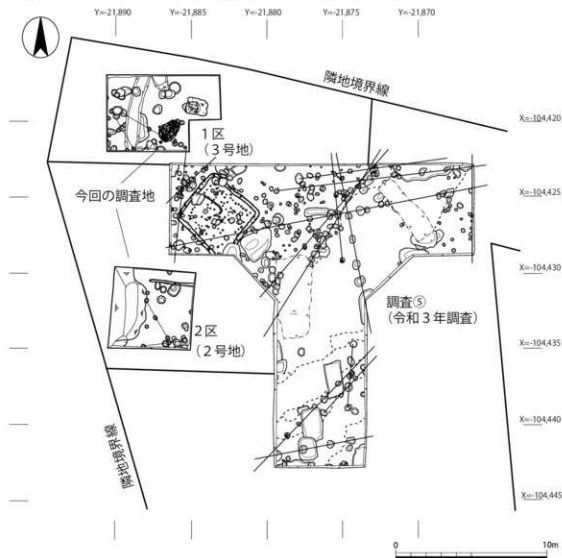 Y=-21,890
Y=-21,885
Y=-21,880
Y=-21,875
Y=-21,870
隣地境界線
X=-104,420
1区
(3号地)
今回の調査地
X=-104,425
X=-104,430
調査⑤
(令和3年調査)
2区
(2号地)
X=-104,435
隣地境界線
X=-104,440
X=-104,445
0
10m